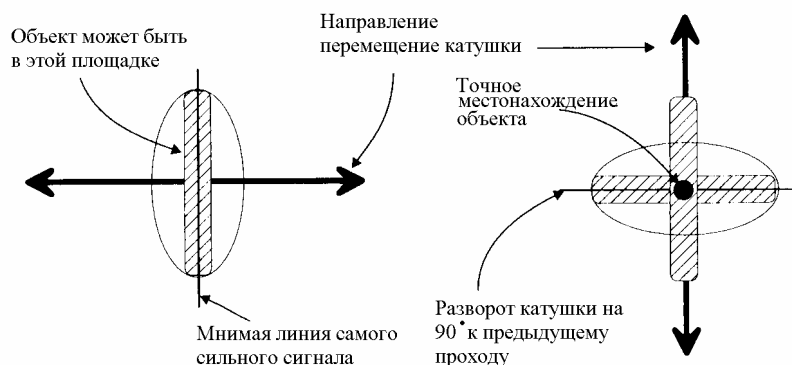 Объект может быть
в этой площадке
Направление
перемещение катушки
Точное
местонахождение
объекта
Мнимая линия самого
сильного сигнала
Разворот катушки на
90° к предыдущему
проходу